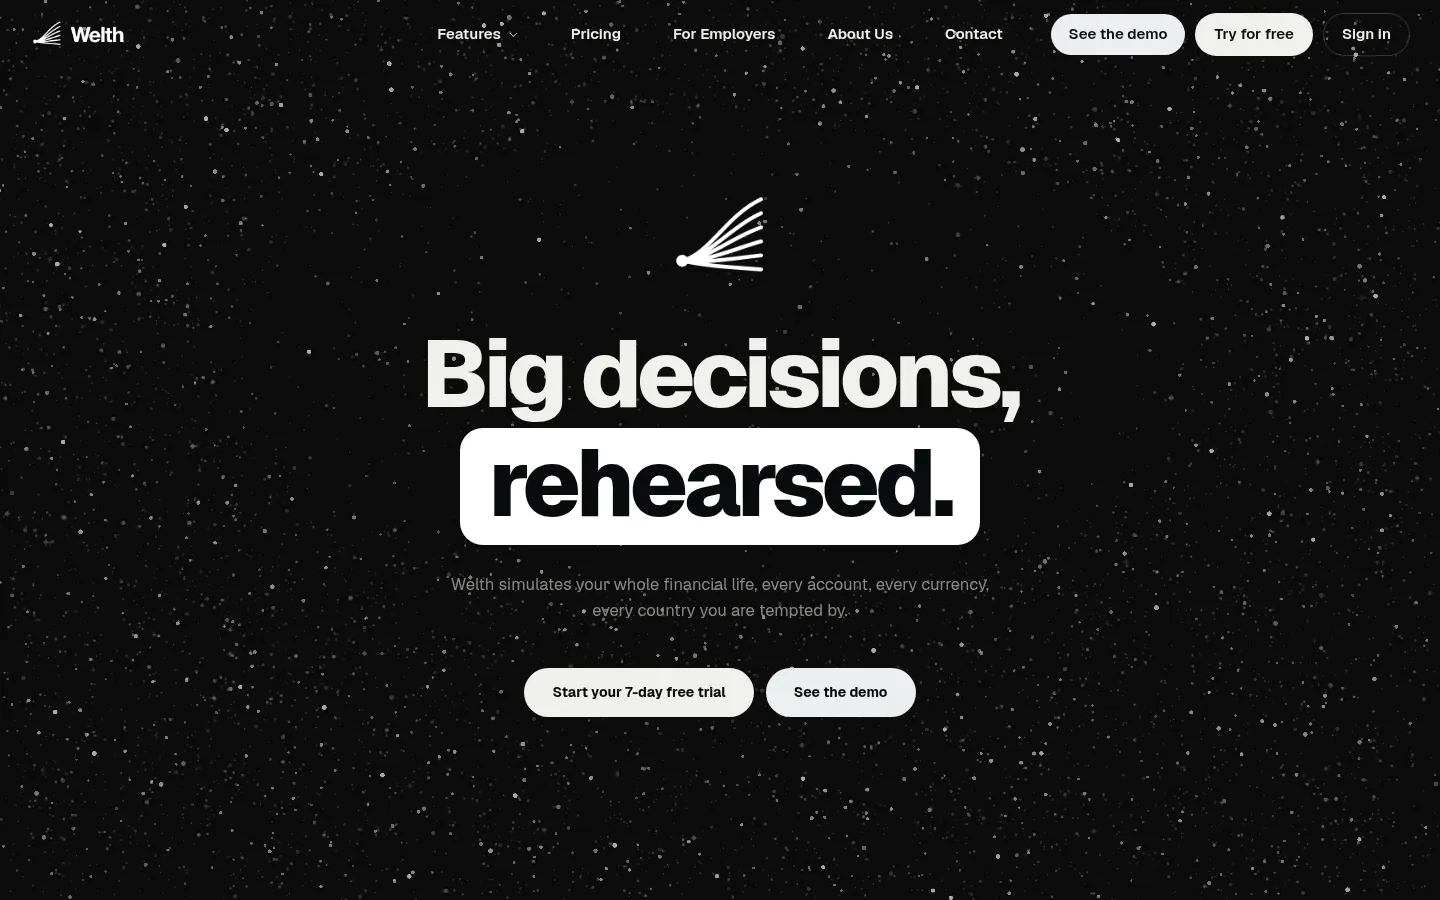 Welth
Features
Pricing
For Employers
About Us
Contact
See the demo
Try for free
Sign in
Big decisions,
rehearsed.
Welth simulates your whole financial life, every account, every currency,
every country you are tempted by.
Start your 7-day free trial
See the demo